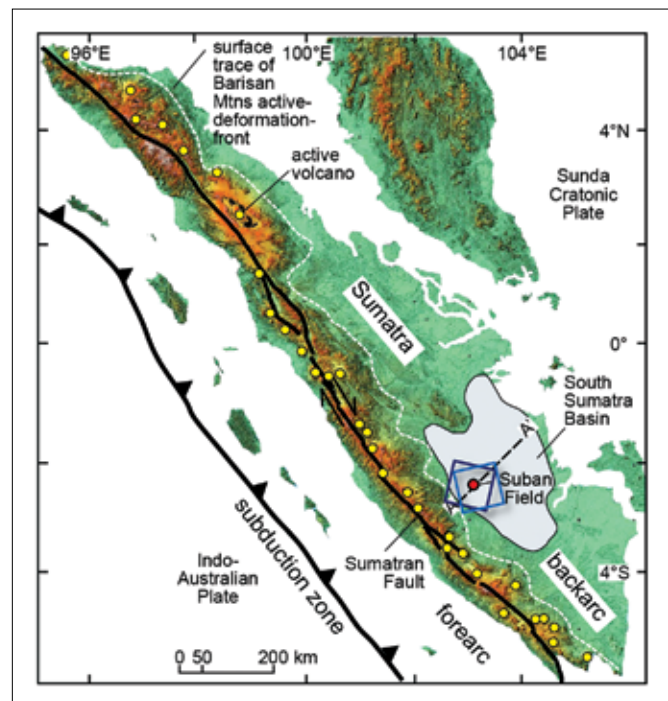 96°E
100°E
104°E
surface
trace of
Barisan
Mtns active-
deformation-
front
4°N
active
volcano
Sunda
Cratonic
Plate
Sumatra
0°
South
Sumatra
Basin
A'
Suban
Field
A
Sumatran
Fault
subduction zone
Indo-
Australian
Plate
backarc
4°S
forearc
0 50 200 km